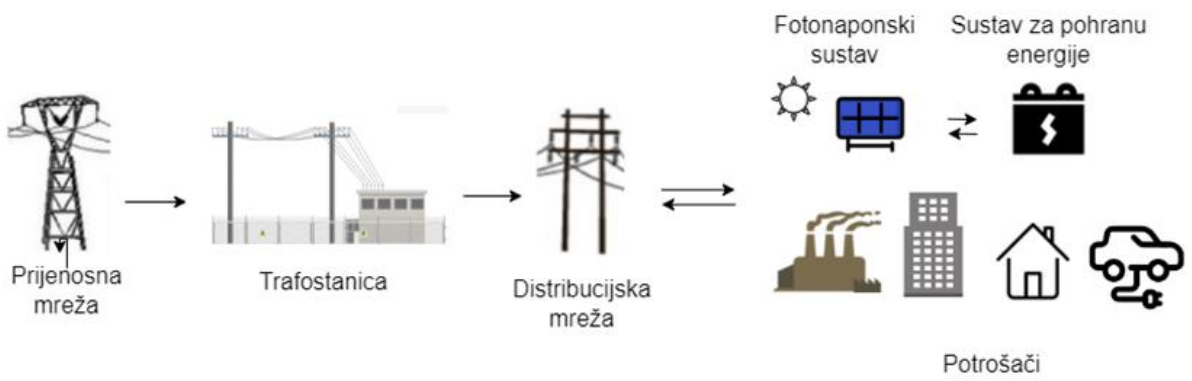 Fotonaponski
sustav
Sustav za pohranu
energije
Prijenosna
mreža
Trafostanica
Distribucijska
mreža
Potrošači